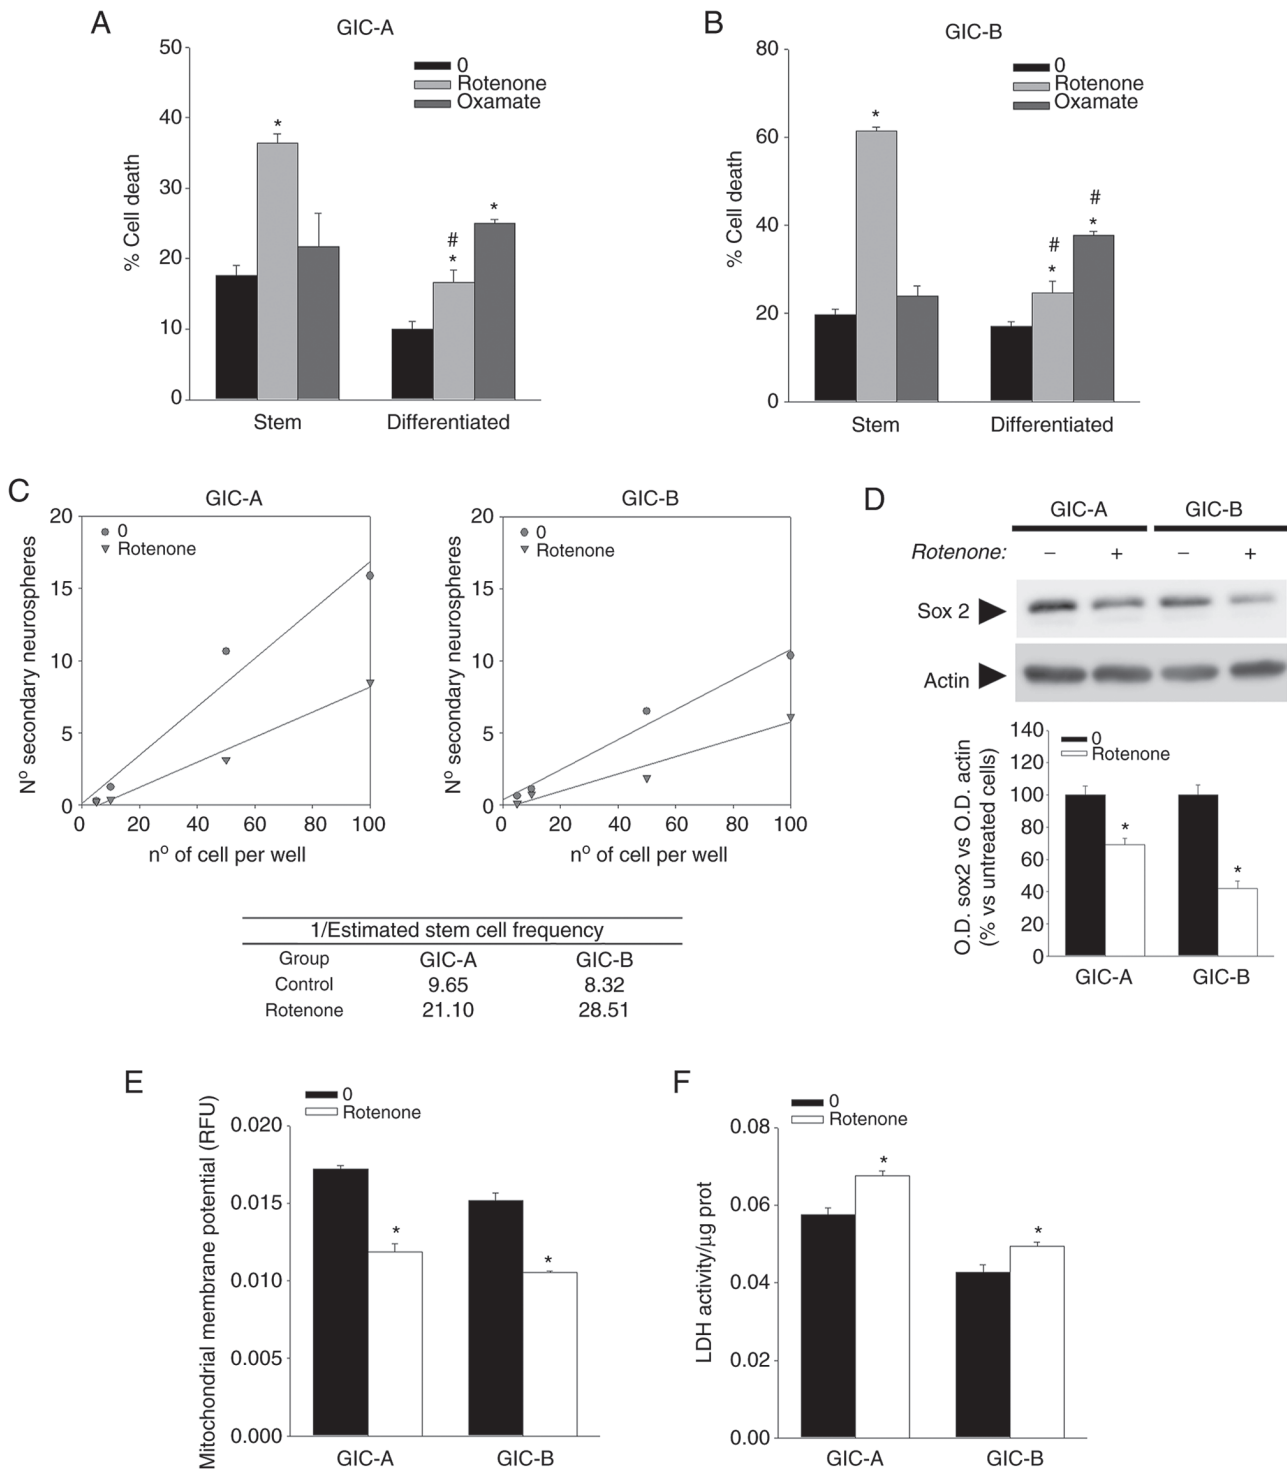 A
GIC-A
0
Rotenone
Oxamate
% Cell death
50
40
30
20
10
0
*
#
*
*
Stem
Differentiated
B
GIC-B
0
Rotenone
Oxamate
% Cell death
80
60
40
20
0
*
#
*
#
*
Stem
Differentiated
C
GIC-A
0
Rotenone
Nº secondary neurospheres
20
15
10
5
0
0 20 40 60 80 100
nº of cell per well
GIC-B
0
Rotenone
Nº secondary neurospheres
20
15
10
5
0
0 20 40 60 80 100
nº of cell per well
1/Estimated stem cell frequency
Group GIC-A GIC-B
Control 9.65 8.32
Rotenone 21.10 28.51
D
GIC-A GIC-B
Rotenone: – + – +
Sox 2
Actin
0
Rotenone
O.D. sox2 vs O.D. actin
(% vs untreated cells)
140
120
100
80
60
40
20
0
*
*
GIC-A GIC-B
E
0
Rotenone
Mitochondrial membrane potential (RFU)
0.020
0.015
0.010
0.005
0.000
*
*
GIC-A GIC-B
F
0
Rotenone
LDH activity/µg prot
0.08
0.06
0.04
0.02
0.00
*
*
GIC-A GIC-B